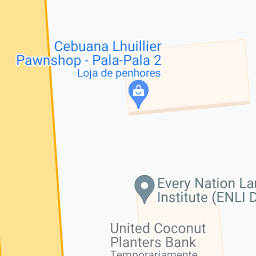 Cebuana Lhuillier
Pawnshop - Pala-Pala 2
Loja de penhores
Every Nation Lan
Institute (ENLI D
United Coconut
Planters Bank
Temporariamente